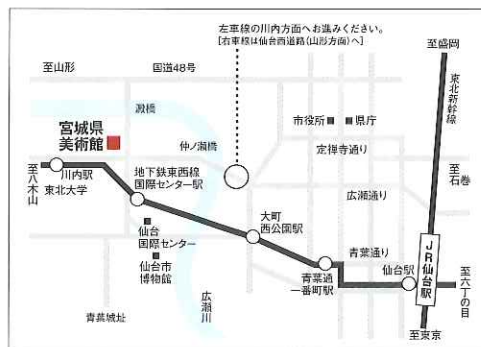 左車線の川内方面へお進みください。
[右車線は仙台西道路(山形方面)へ]
至盛岡
至山形
国道48号
東北新幹線
澱橋
市役所
県庁
宮城県
美術館
仲ノ瀬橋
定禅寺通り
至八木山
川内駅
東北大学
地下鉄東西線
国際センター駅
広瀬通り
至石巻
仙台
国際センター
大町
西公園駅
仙台市
博物館
青葉通り
青葉通
一番町駅
仙台駅
JR仙台駅
至六丁の目
青葉城址
広瀬川
至東京